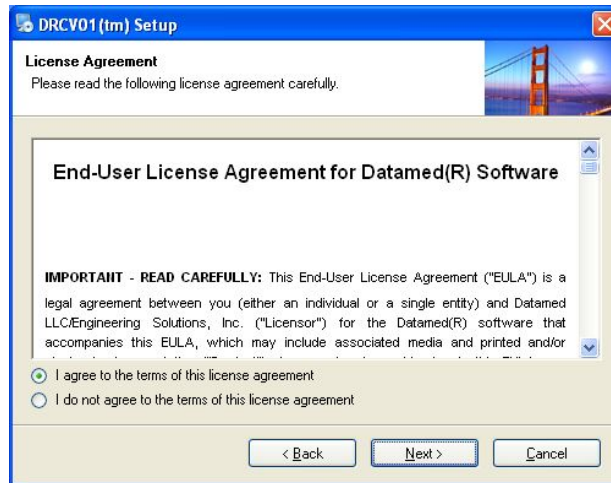 DRCV01(tm) Setup
License Agreement
Please read the following license agreement carefully.
End-User License Agreement for Datamed(R) Software
IMPORTANT - READ CAREFULLY: This End-User License Agreement ("EULA") is a
legal agreement between you (either an individual or a single entity) and Datamed
LLC/Engineering Solutions, Inc. ("Licensor") for the Datamed(R) software that
accompanies this EULA, which may include associated media and printed and/or
I agree to the terms of this license agreement
I do not agree to the terms of this license agreement
< Back
Next >
Cancel